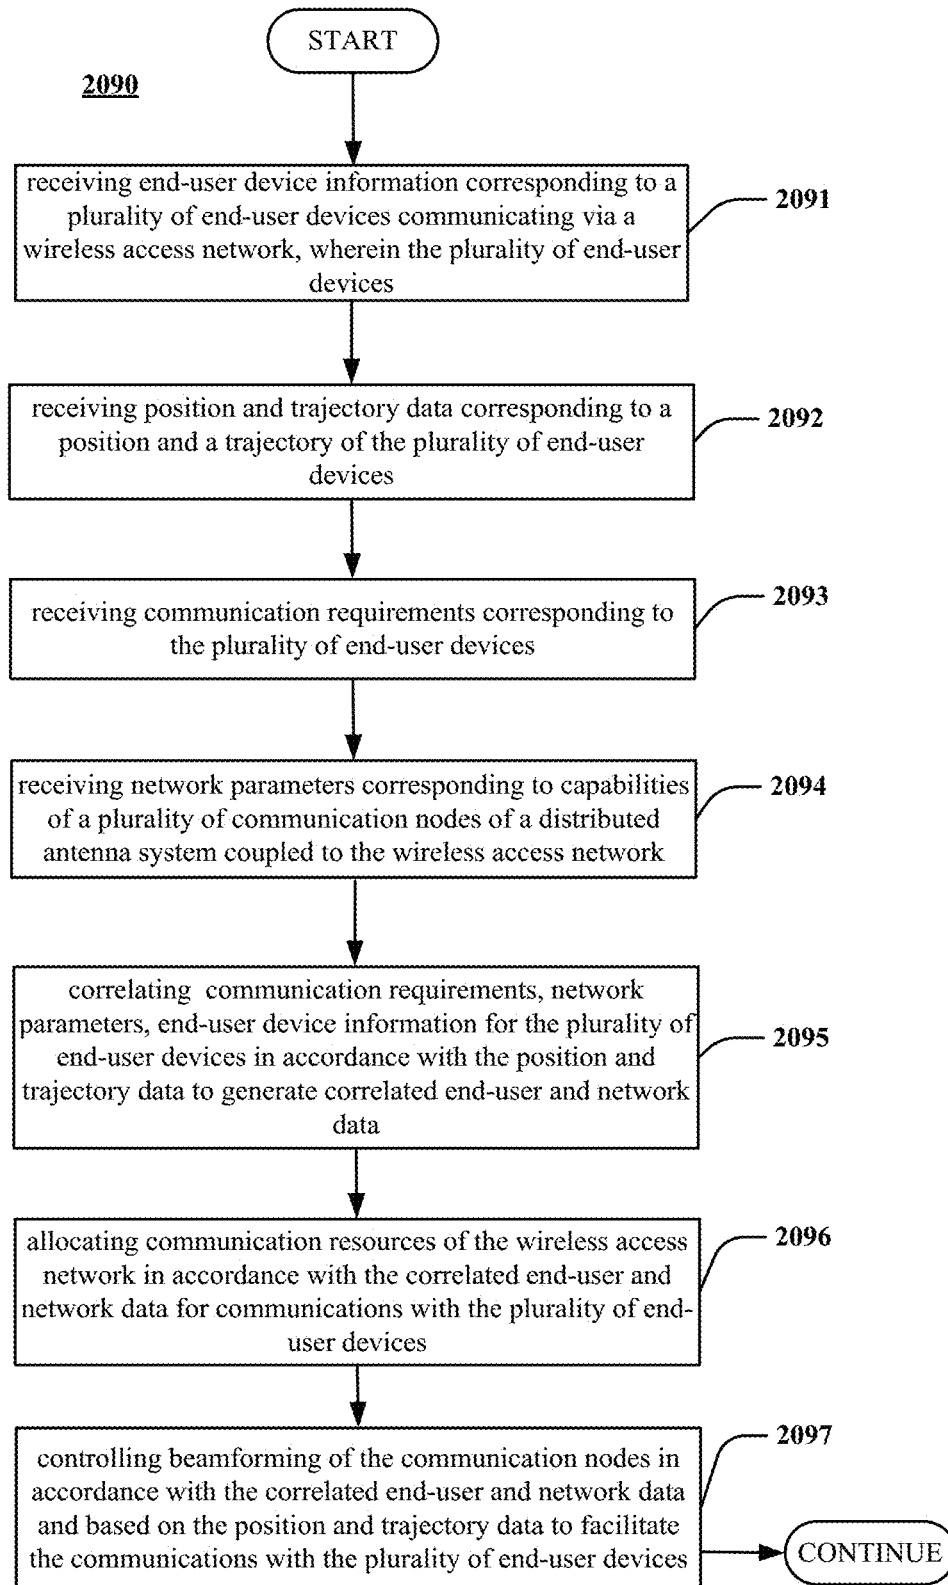 START
2090
receiving end-user device information corresponding to a
plurality of end-user devices communicating via a
wireless access network, wherein the plurality of end-user
devices
2091
receiving position and trajectory data corresponding to a
position and a trajectory of the plurality of end-user
devices
2092
receiving communication requirements corresponding to
the plurality of end-user devices
2093
receiving network parameters corresponding to capabilities
of a plurality of communication nodes of a distributed
antenna system coupled to the wireless access network
2094
correlating communication requirements, network
parameters, end-user device information for the plurality of
end-user devices in accordance with the position and
trajectory data to generate correlated end-user and network
data
2095
allocating communication resources of the wireless access
network in accordance with the correlated end-user and
network data for communications with the plurality of end-
user devices
2096
controlling beamforming of the communication nodes in
accordance with the correlated end-user and network data
and based on the position and trajectory data to facilitate
the communications with the plurality of end-user devices
2097
CONTINUE